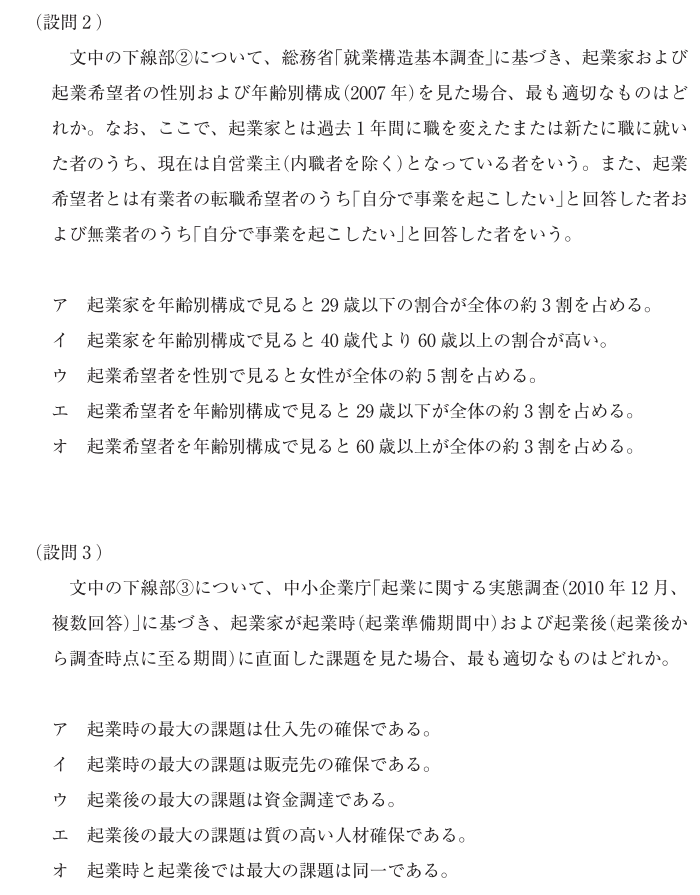 (設問2)
文中の下線部②について、総務省「就業構造基本調査」に基づき、起業家および
起業希望者の性別および年齢別構成(2007年)を見た場合、最も適切なものはど
れか。なお、ここで、起業家とは過去1年間に職を変えたまたは新たに職に就い
た者のうち、現在は自営業主(内職者を除く)となっている者をいう。また、起業
希望者とは有業者の転職希望者のうち「自分で事業を起こしたい」と回答した者お
よび無業者のうち「自分で事業を起こしたい」と回答した者をいう。
ア 起業家を年齢別構成で見ると29歳以下の割合が全体の約3割を占める。
イ 起業家を年齢別構成で見ると40歳代より60歳以上の割合が高い。
ウ 起業希望者を性別で見ると女性が全体の約5割を占める。
エ 起業希望者を年齢別構成で見ると29歳以下が全体の約3割を占める。
オ 起業希望者を年齢別構成で見ると60歳以上が全体の約3割を占める。
(設問3)
文中の下線部③について、中小企業庁「起業に関する実態調査(2010年12月、
複数回答)」に基づき、起業家が起業時(起業準備期間中)および起業後(起業後か
ら調査時点に至る期間)に直面した課題を見た場合、最も適切なものはどれか。
ア 起業時の最大の課題は仕入先の確保である。
イ 起業時の最大の課題は販売先の確保である。
ウ 起業後の最大の課題は資金調達である。
エ 起業後の最大の課題は質の高い人材確保である。
オ 起業時と起業後では最大の課題は同一である。